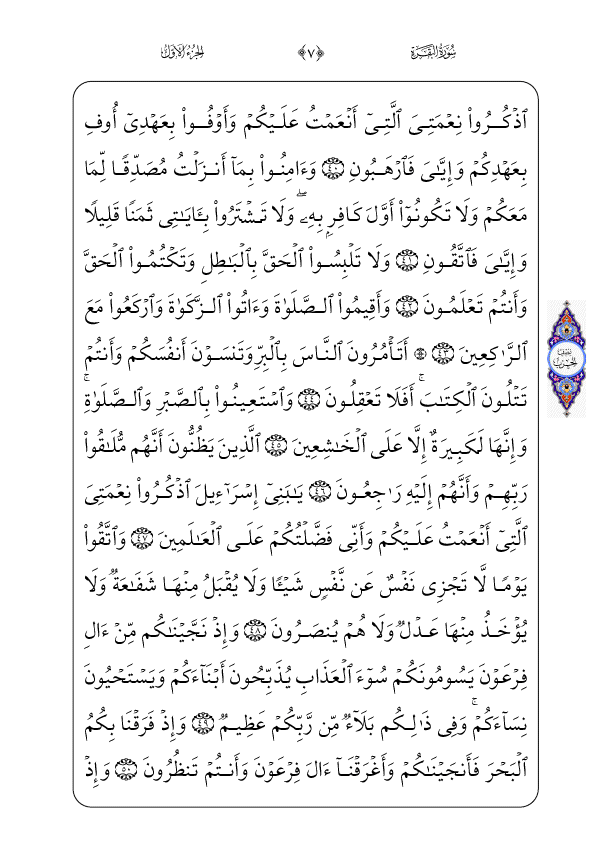 سُورَةُ البَقَرَة ﴿٧﴾ الجُزْءُ الأَوَّلُ
ٱذۡكُرُواْ نِعۡمَتِيَ ٱلَّتِيٓ أَنۡعَمۡتُ عَلَيۡكُمۡ وَأَوۡفُواْ بِعَهۡدِيٓ أُوفِ
بِعَهۡدِكُمۡ وَإِيَّٰيَ فَٱرۡهَبُونِ ٤٠ وَءَامِنُواْ بِمَآ أَنزَلۡتُ مُصَدِّقٗا لِّمَا
مَعَكُمۡ وَلَا تَكُونُوٓاْ أَوَّلَ كَافِرِۭ بِهِۦۖ وَلَا تَشۡتَرُواْ بِـَٔايَٰتِي ثَمَنٗا قَلِيلٗا
وَإِيَّٰيَ فَٱتَّقُونِ ٤١ وَلَا تَلۡبِسُواْ ٱلۡحَقَّ بِٱلۡبَٰطِلِ وَتَكۡتُمُواْ ٱلۡحَقَّ
وَأَنتُمۡ تَعۡلَمُونَ ٤٢ وَأَقِيمُواْ ٱلصَّلَوٰةَ وَءَاتُواْ ٱلزَّكَوٰةَ وَٱرۡكَعُواْ مَعَ
ٱلرَّٰكِعِينَ ٤٣ ۞ أَتَأۡمُرُونَ ٱلنَّاسَ بِٱلۡبِرِّ وَتَنسَوۡنَ أَنفُسَكُمۡ وَأَنتُمۡ
تَتۡلُونَ ٱلۡكِتَٰبَۚ أَفَلَا تَعۡقِلُونَ ٤٤ وَٱسۡتَعِينُواْ بِٱلصَّبۡرِ وَٱلصَّلَوٰةِۚ
وَإِنَّهَا لَكَبِيرَةٌ إِلَّا عَلَى ٱلۡخَٰشِعِينَ ٤٥ ٱلَّذِينَ يَظُنُّونَ أَنَّهُم مُّلَٰقُواْ
رَبِّهِمۡ وَأَنَّهُمۡ إِلَيۡهِ رَٰجِعُونَ ٤٦ يَٰبَنِيٓ إِسۡرَٰٓءِيلَ ٱذۡكُرُواْ نِعۡمَتِيَ
ٱلَّتِيٓ أَنۡعَمۡتُ عَلَيۡكُمۡ وَأَنِّي فَضَّلۡتُكُمۡ عَلَى ٱلۡعَٰلَمِينَ ٤٧ وَٱتَّقُواْ
يَوۡمٗا لَّا تَجۡزِي نَفۡسٌ عَن نَّفۡسٖ شَيۡـٔٗا وَلَا يُقۡبَلُ مِنۡهَا شَفَٰعَةٞ وَلَا
يُؤۡخَذُ مِنۡهَا عَدۡلٞ وَلَا هُمۡ يُنصَرُونَ ٤٨ وَإِذۡ نَجَّيۡنَٰكُم مِّنۡ ءَالِ
فِرۡعَوۡنَ يَسُومُونَكُمۡ سُوٓءَ ٱلۡعَذَابِ يُذَبِّحُونَ أَبۡنَآءَكُمۡ وَيَسۡتَحۡيُونَ
نِسَآءَكُمۡۚ وَفِي ذَٰلِكُم بَلَآءٞ مِّن رَّبِّكُمۡ عَظِيمٞ ٤٩ وَإِذۡ فَرَقۡنَا بِكُمُ
ٱلۡبَحۡرَ فَأَنجَيۡنَٰكُمۡ وَأَغۡرَقۡنَآ ءَالَ فِرۡعَوۡنَ وَأَنتُمۡ تَنظُرُونَ ٥٠ وَإِذۡ